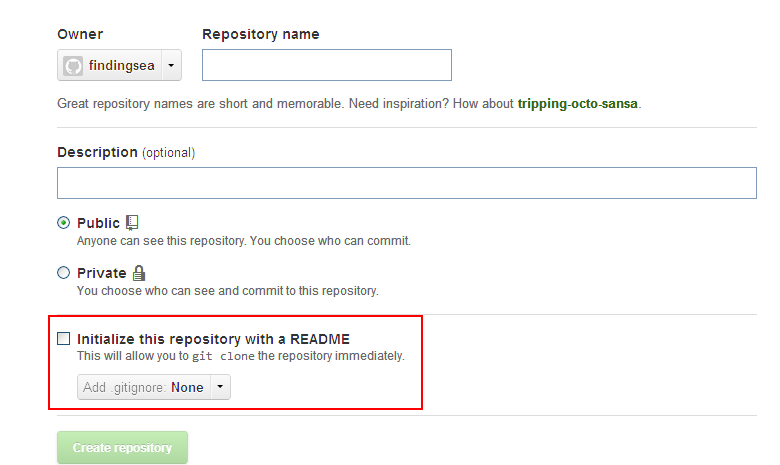 Owner Repository name
findingsea
Great repository names are short and memorable. Need inspiration? How about tripping-octo-sansa.
Description (optional)
Public
Anyone can see this repository. You choose who can commit.
Private
You choose who can see and commit to this repository.
Initialize this repository with a README
This will allow you to git clone the repository immediately.
Add .gitignore: None
Create repository